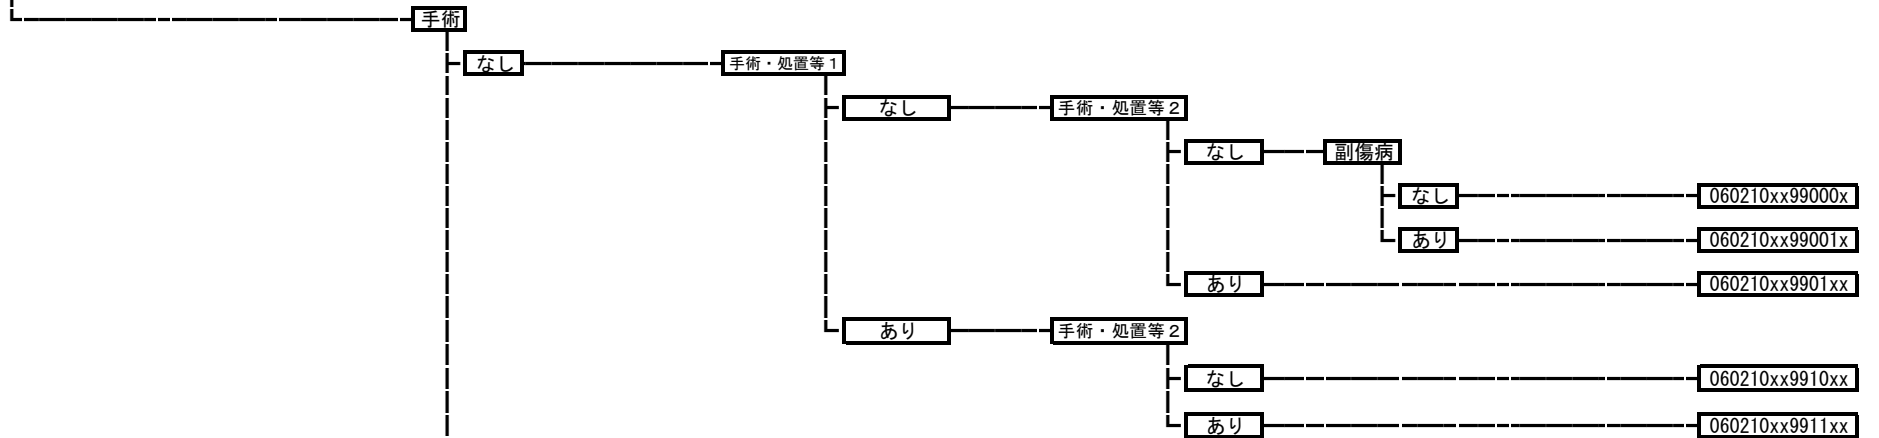 手術
なし 手術・処置等1
なし 手術・処置等2
なし 副傷病
なし 060210xx99000x
あり 060210xx99001x
あり 060210xx9901xx
あり 手術・処置等2
なし 060210xx9910xx
あり 060210xx9911xx